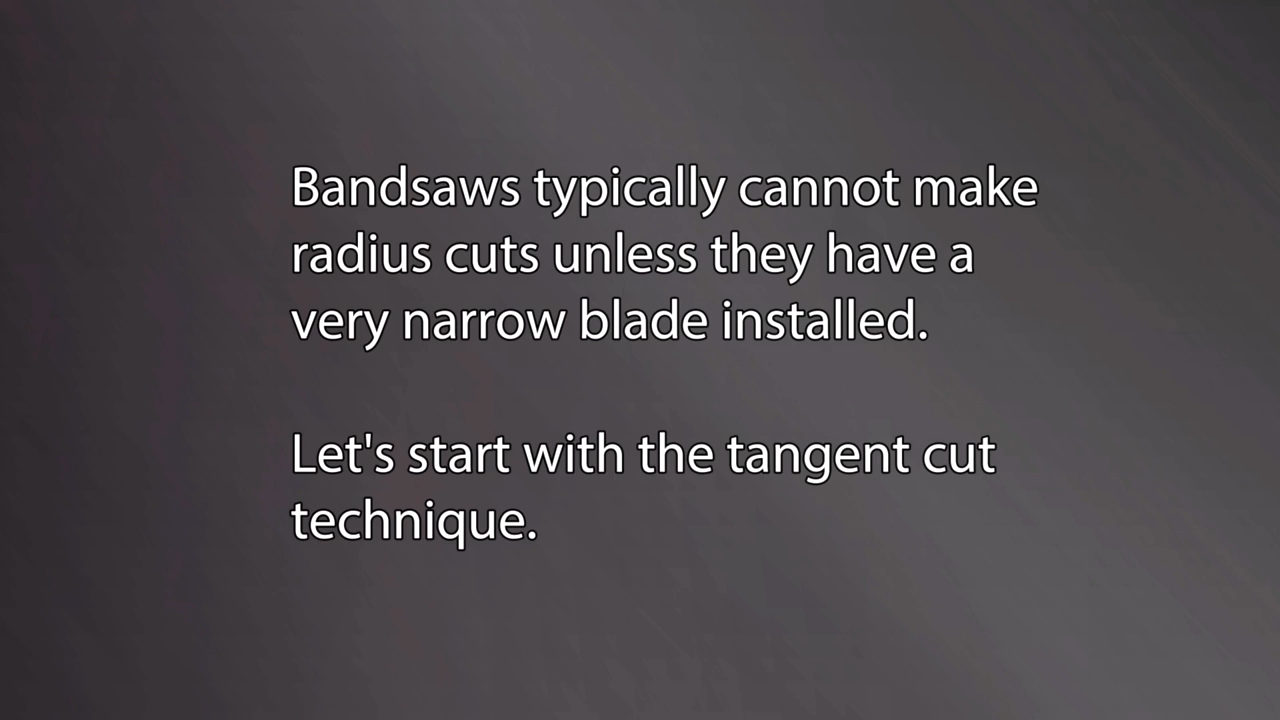 Bandsaws typically cannot make
radius cuts unless they have a
very narrow blade installed.
Let's start with the tangent cut
technique.